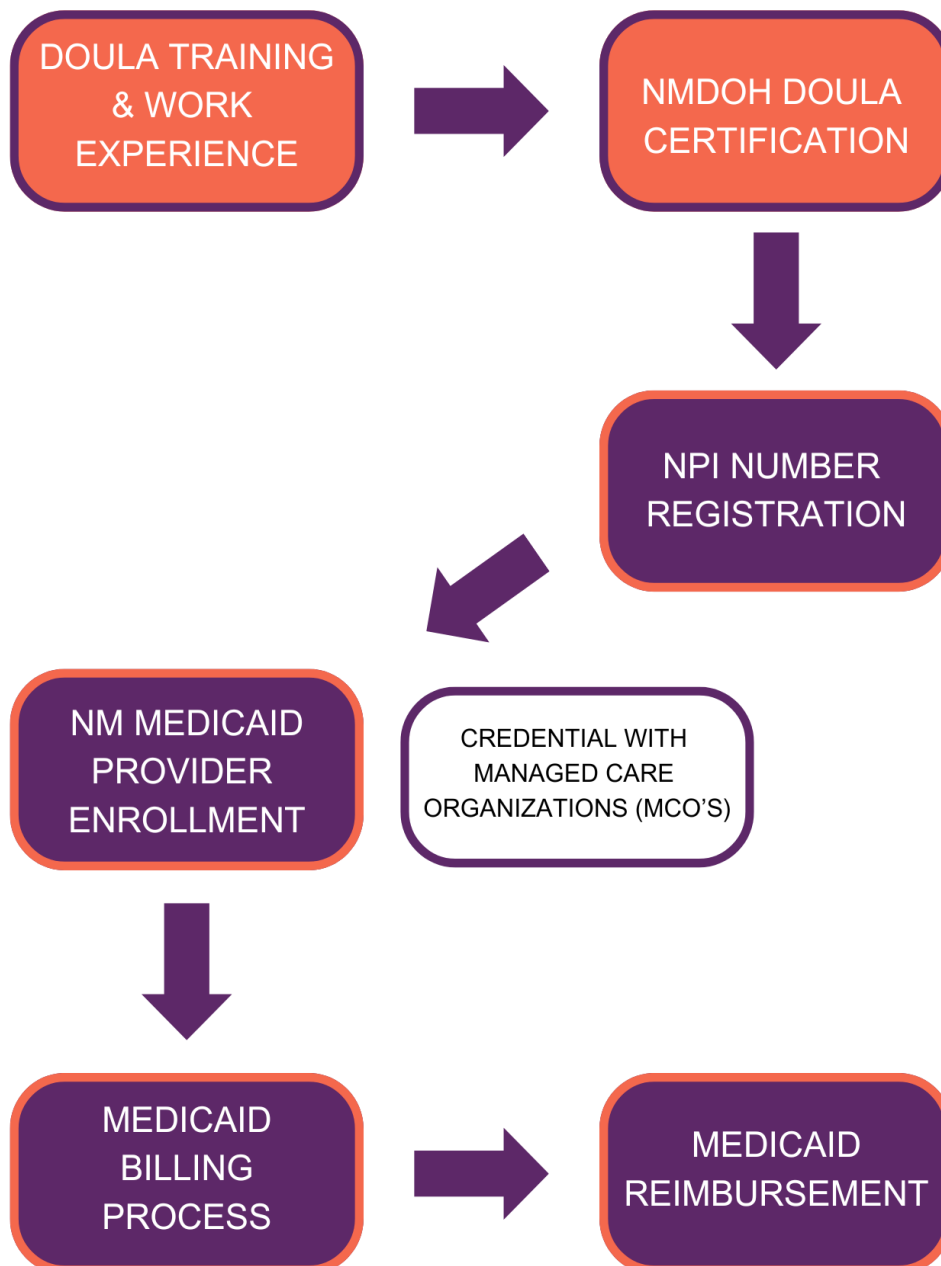 DOULA TRAINING
& WORK
EXPERIENCE
NMDOH DOULA
CERTIFICATION
NPI NUMBER
REGISTRATION
NM MEDICAID
PROVIDER
ENROLLMENT
CREDENTIAL WITH
MANAGED CARE
ORGANIZATIONS (MCO’S)
MEDICAID
BILLING
PROCESS
MEDICAID
REIMBURSEMENT